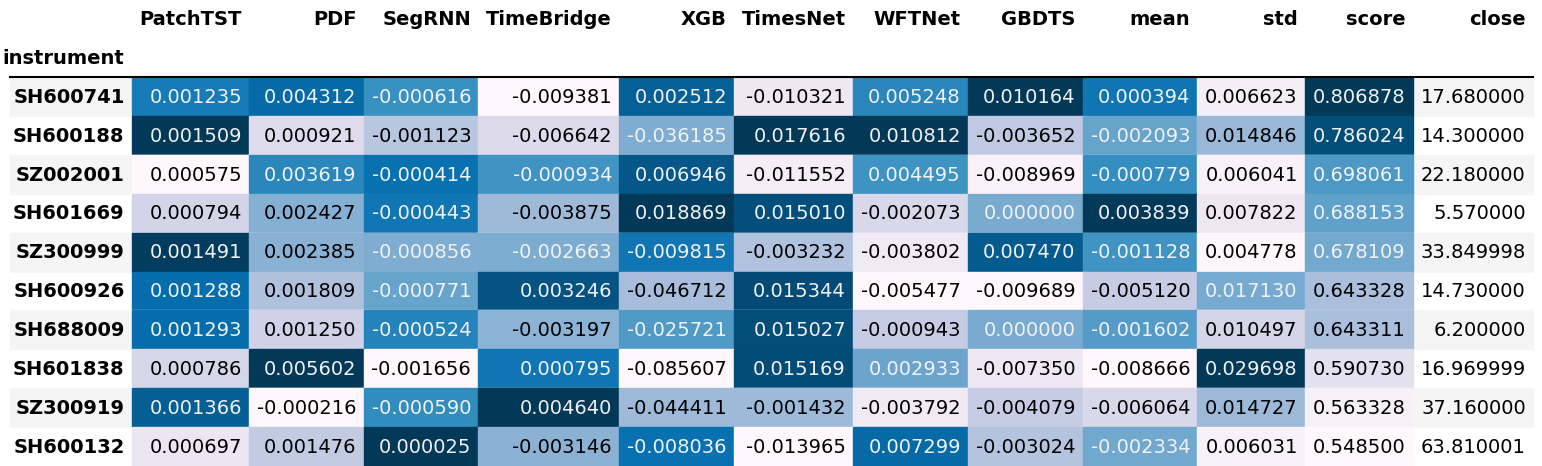 PatchTST PDF SegRNN TimeBridge XGB TimesNet WFTNet GBDTS mean std score close
instrument
SH600741 0.001235 0.004312 -0.000616 -0.009381 0.002512 -0.010321 0.005248 0.010164 0.000394 0.006623 0.806878 17.680000
SH600188 0.001509 0.000921 -0.001123 -0.006642 -0.036185 0.017616 0.010812 -0.003652 -0.002093 0.014846 0.786024 14.300000
SZ002001 0.000575 0.003619 -0.000414 -0.000934 0.006946 -0.011552 0.004495 -0.008969 -0.000779 0.006041 0.698061 22.180000
SH601669 0.000794 0.002427 -0.000443 -0.003875 0.018869 0.015010 -0.002073 0.000000 0.003839 0.007822 0.688153 5.570000
SZ300999 0.001491 0.002385 -0.000856 -0.002663 -0.009815 -0.003232 -0.003802 0.007470 -0.001128 0.004778 0.678109 33.849998
SH600926 0.001288 0.001809 -0.000771 0.003246 -0.046712 0.015344 -0.005477 -0.009689 -0.005120 0.017130 0.643328 14.730000
SH688009 0.001293 0.001250 -0.000524 -0.003197 -0.025721 0.015027 -0.000943 0.000000 -0.001602 0.010497 0.643311 6.200000
SH601838 0.000786 0.005602 -0.001656 0.000795 -0.085607 0.015169 0.002933 -0.007350 -0.008666 0.029698 0.590730 16.969999
SZ300919 0.001366 -0.000216 -0.000590 0.004640 -0.044411 -0.001432 -0.003792 -0.004079 -0.006064 0.014727 0.563328 37.160000
SH600132 0.000697 0.001476 0.000025 -0.003146 -0.008036 -0.013965 0.007299 -0.003024 -0.002334 0.006031 0.548500 63.810001